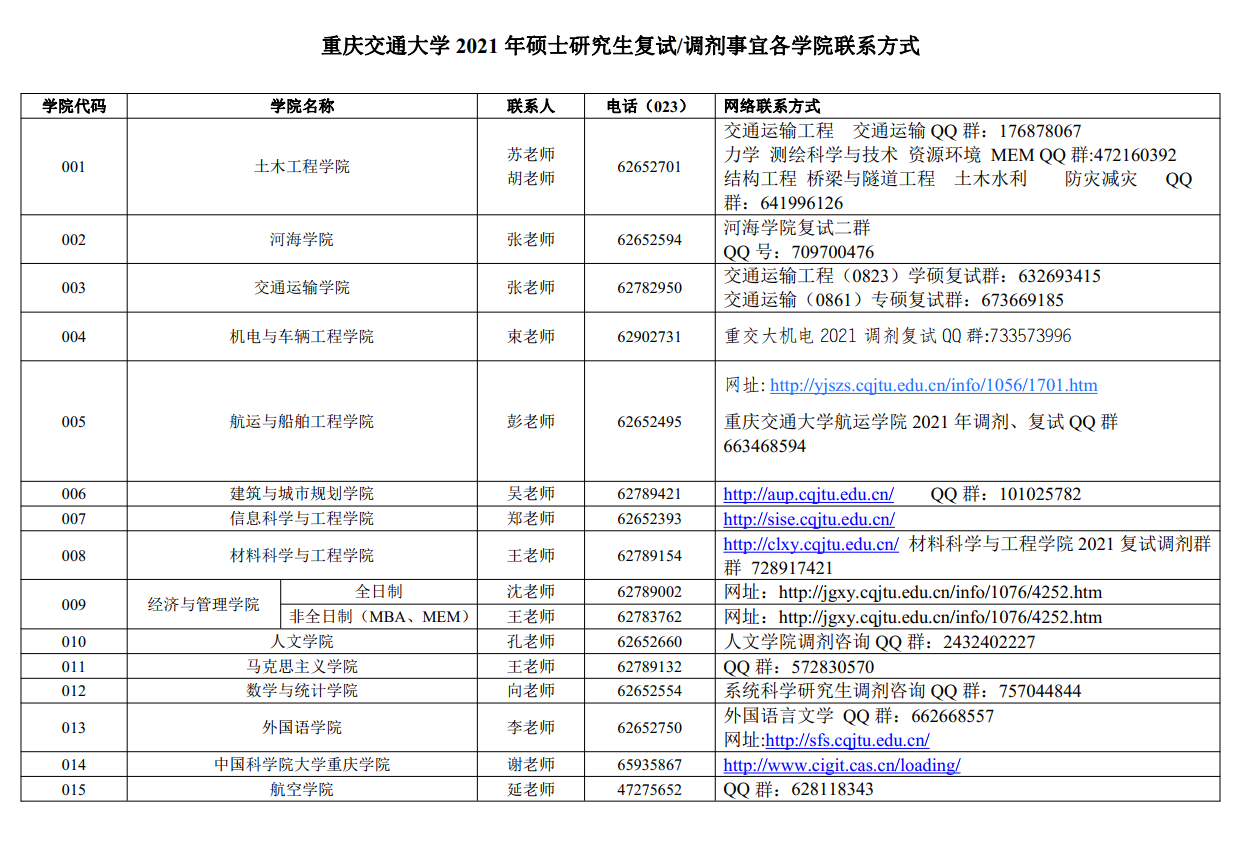 重庆交通大学 2021 年硕士研究生复试/调剂事宜各学院联系方式
学院代码 学院名称 联系人 电话（023） 网络联系方式
001 土木工程学院 苏老师 胡老师 62652701
交通运输工程 交通运输 QQ 群：176878067
力学 测绘科学与技术 资源环境 MEM QQ 群:472160392
结构工程 桥梁与隧道工程 土木水利 防灾减灾 QQ
群：641996126
002 河海学院 张老师 62652594
河海学院复试二群
QQ 号：709700476
003 交通运输学院 张老师 62782950
交通运输工程（0823）学硕复试群：632693415
交通运输（0861）专硕复试群：673669185
004 机电与车辆工程学院 束老师 62902731 重交大机电 2021 调剂复试 QQ 群:733573996
005 航运与船舶工程学院 彭老师 62652495
网址: http://yjszs.cqjtu.edu.cn/info/1056/1701.htm
重庆交通大学航运学院 2021 年调剂、复试 QQ 群
663468594
006 建筑与城市规划学院 吴老师 62789421 http://aup.cqjtu.edu.cn/ QQ 群：101025782
007 信息科学与工程学院 郑老师 62652393 http://sise.cqjtu.edu.cn/
008 材料科学与工程学院 王老师 62789154
http://clxy.cqjtu.edu.cn/ 材料科学与工程学院 2021 复试调剂群
群 728917421
009 经济与管理学院
全日制 沈老师 62789002 网址：http://jgxy.cqjtu.edu.cn/info/1076/4252.htm
非全日制（MBA、MEM） 王老师 62783762 网址：http://jgxy.cqjtu.edu.cn/info/1076/4252.htm
010 人文学院 孔老师 62652660 人文学院调剂咨询 QQ 群：2432402227
011 马克思主义学院 王老师 62789132 QQ 群：572830570
012 数学与统计学院 向老师 62652554 系统科学研究生调剂咨询 QQ 群：757044844
013 外国语学院 李老师 62652750
外国语言文学 QQ 群：662668557
网址:http://sfs.cqjtu.edu.cn/
014 中国科学院大学重庆学院 谢老师 65935867 http://www.cigit.cas.cn/loading/
015 航空学院 延老师 47275652 QQ 群：628118343